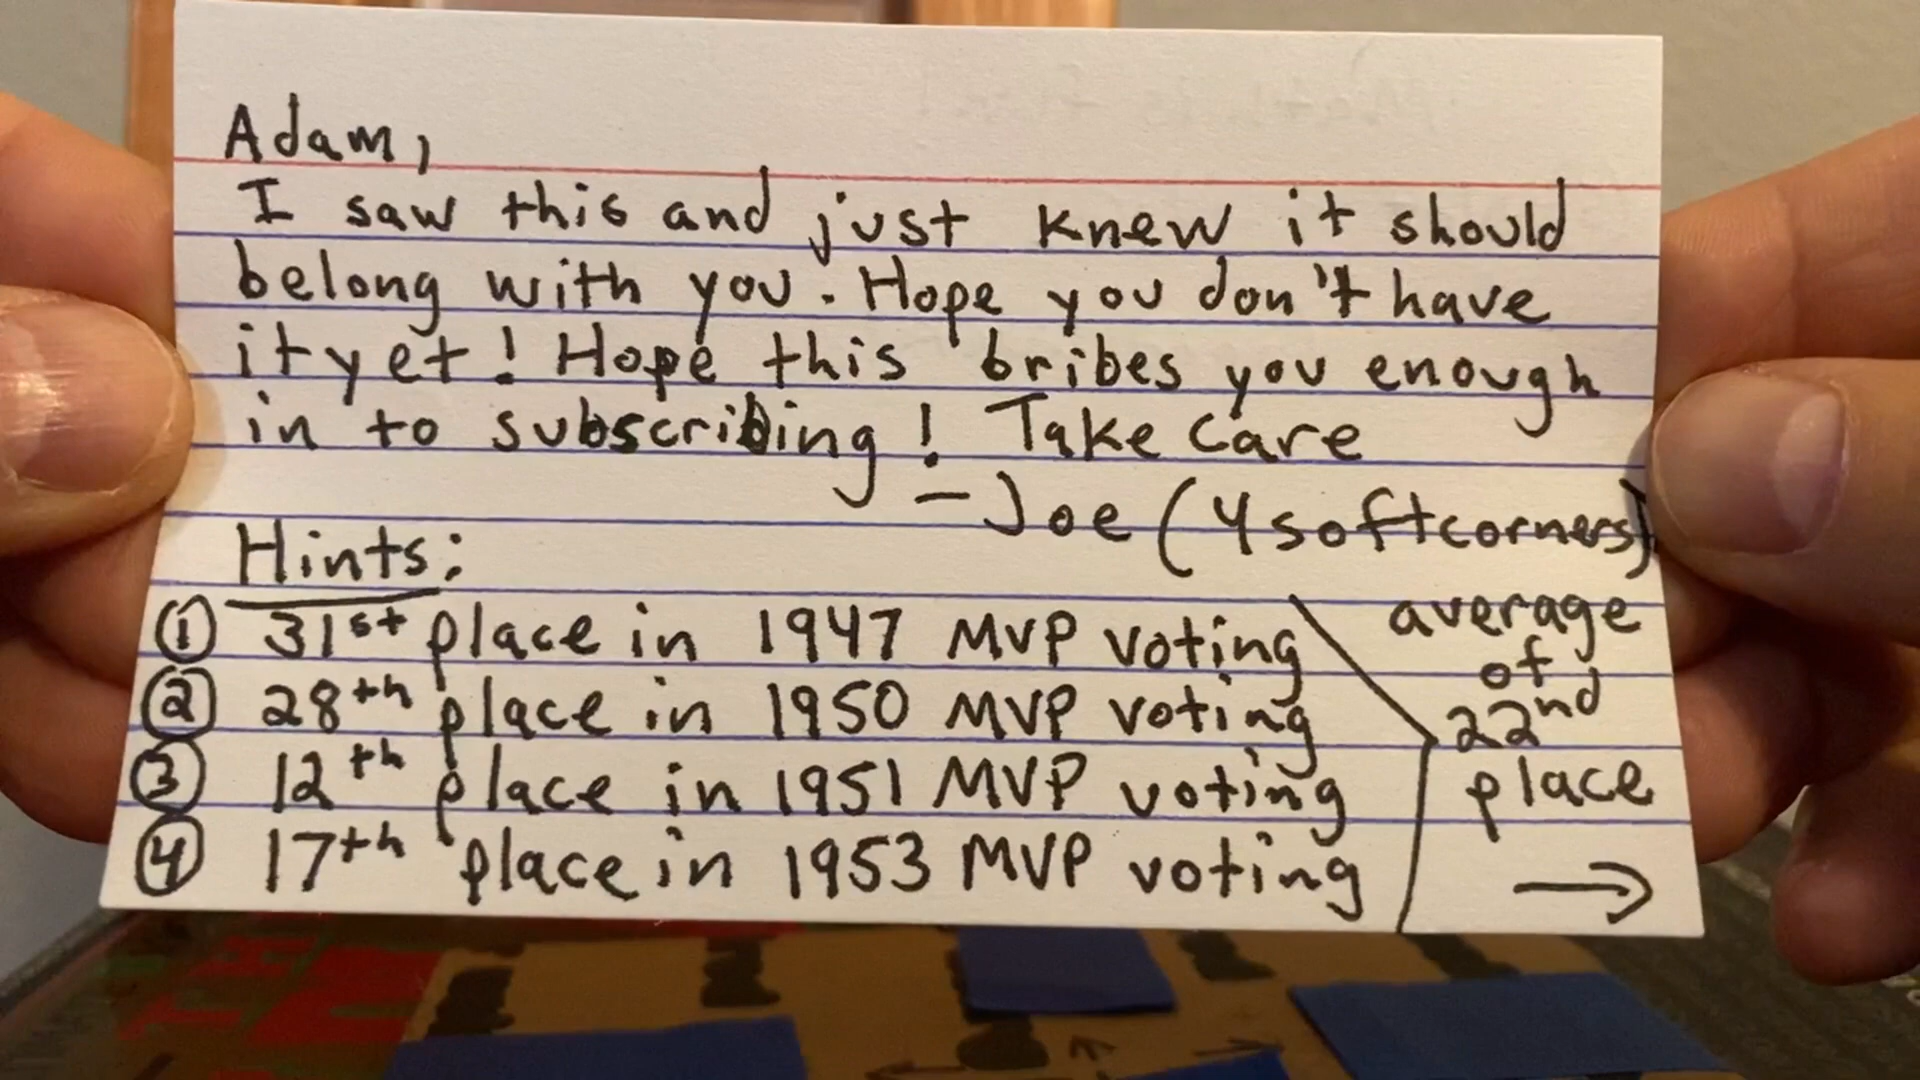 Adam,
I saw this and just knew it should
belong with you. Hope you don't have
it yet! Hope this bribes you enough
in to subscribing! Take care
- Joe (4softcorners)
Hints:
① 31st place in 1947 MVP voting
② 28th place in 1950 MVP voting
③ 12th place in 1951 MVP voting
④ 17th place in 1953 MVP voting
average
of
22nd
place
→